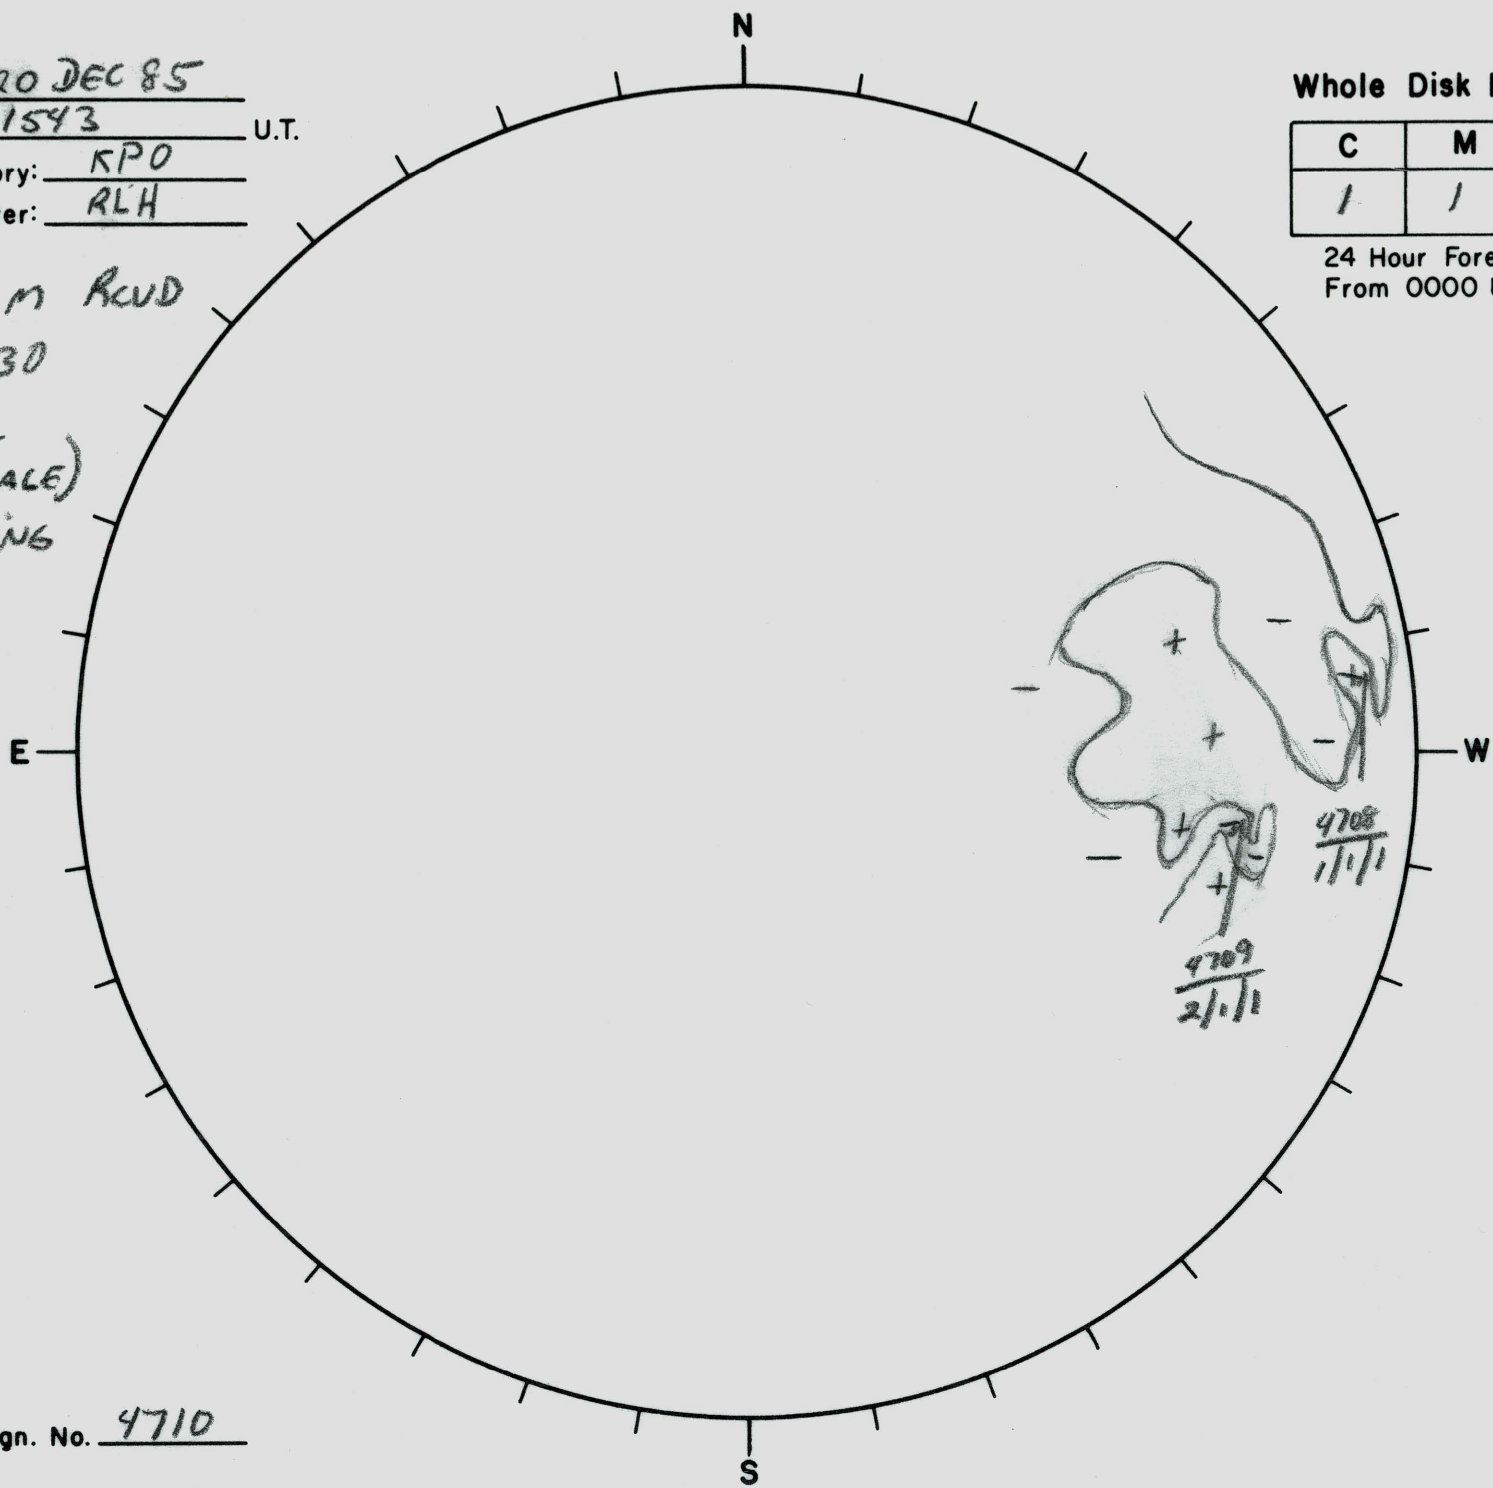 20 DEC 85
1543 U.T.
ory: KPO
er: RLH
M RCVD
30
ALE)
ING
N
Whole Disk
C M
1 1
24 Hour Fore
From 0000
E
W
- + - + - + -
+ - - - +
4708
1/1/1
4709
2/1/1
gn. No. 4710
S